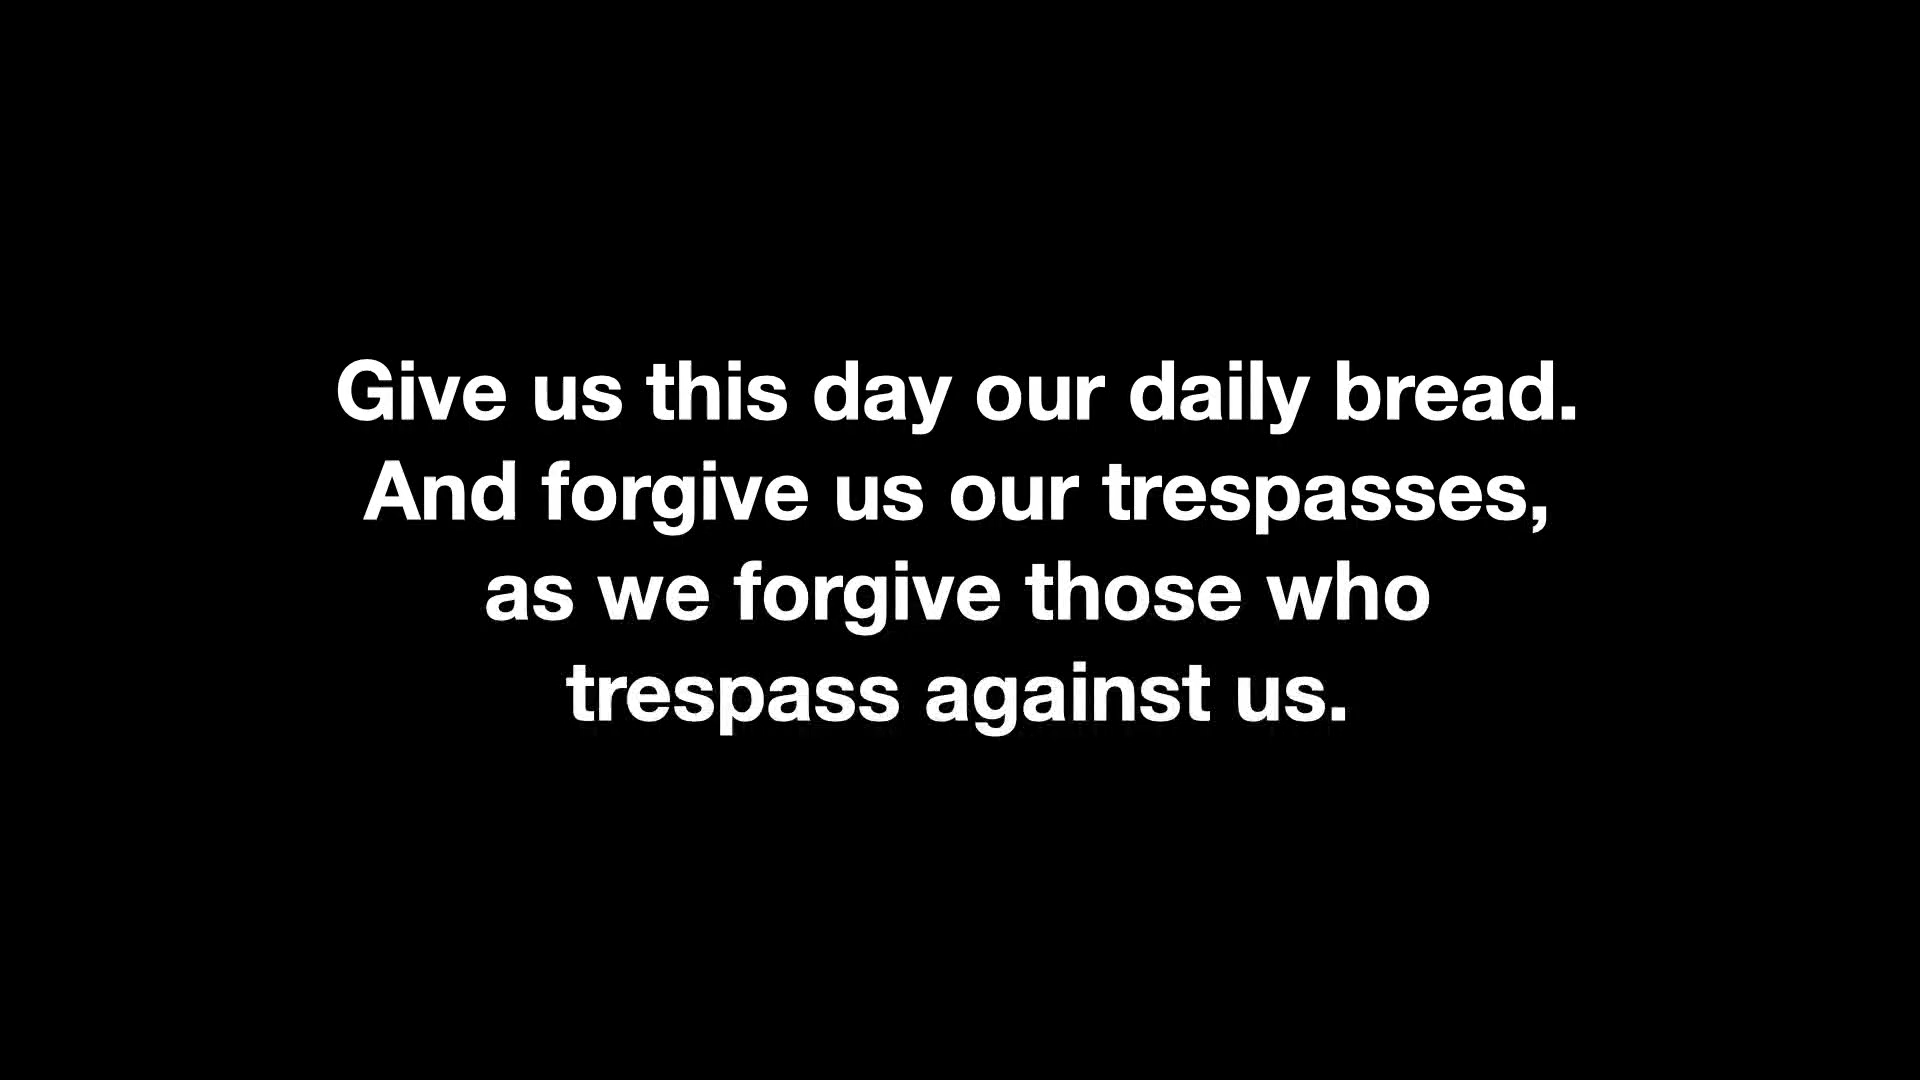 Give us this day our daily bread.
And forgive us our trespasses,
as we forgive those who
trespass against us.